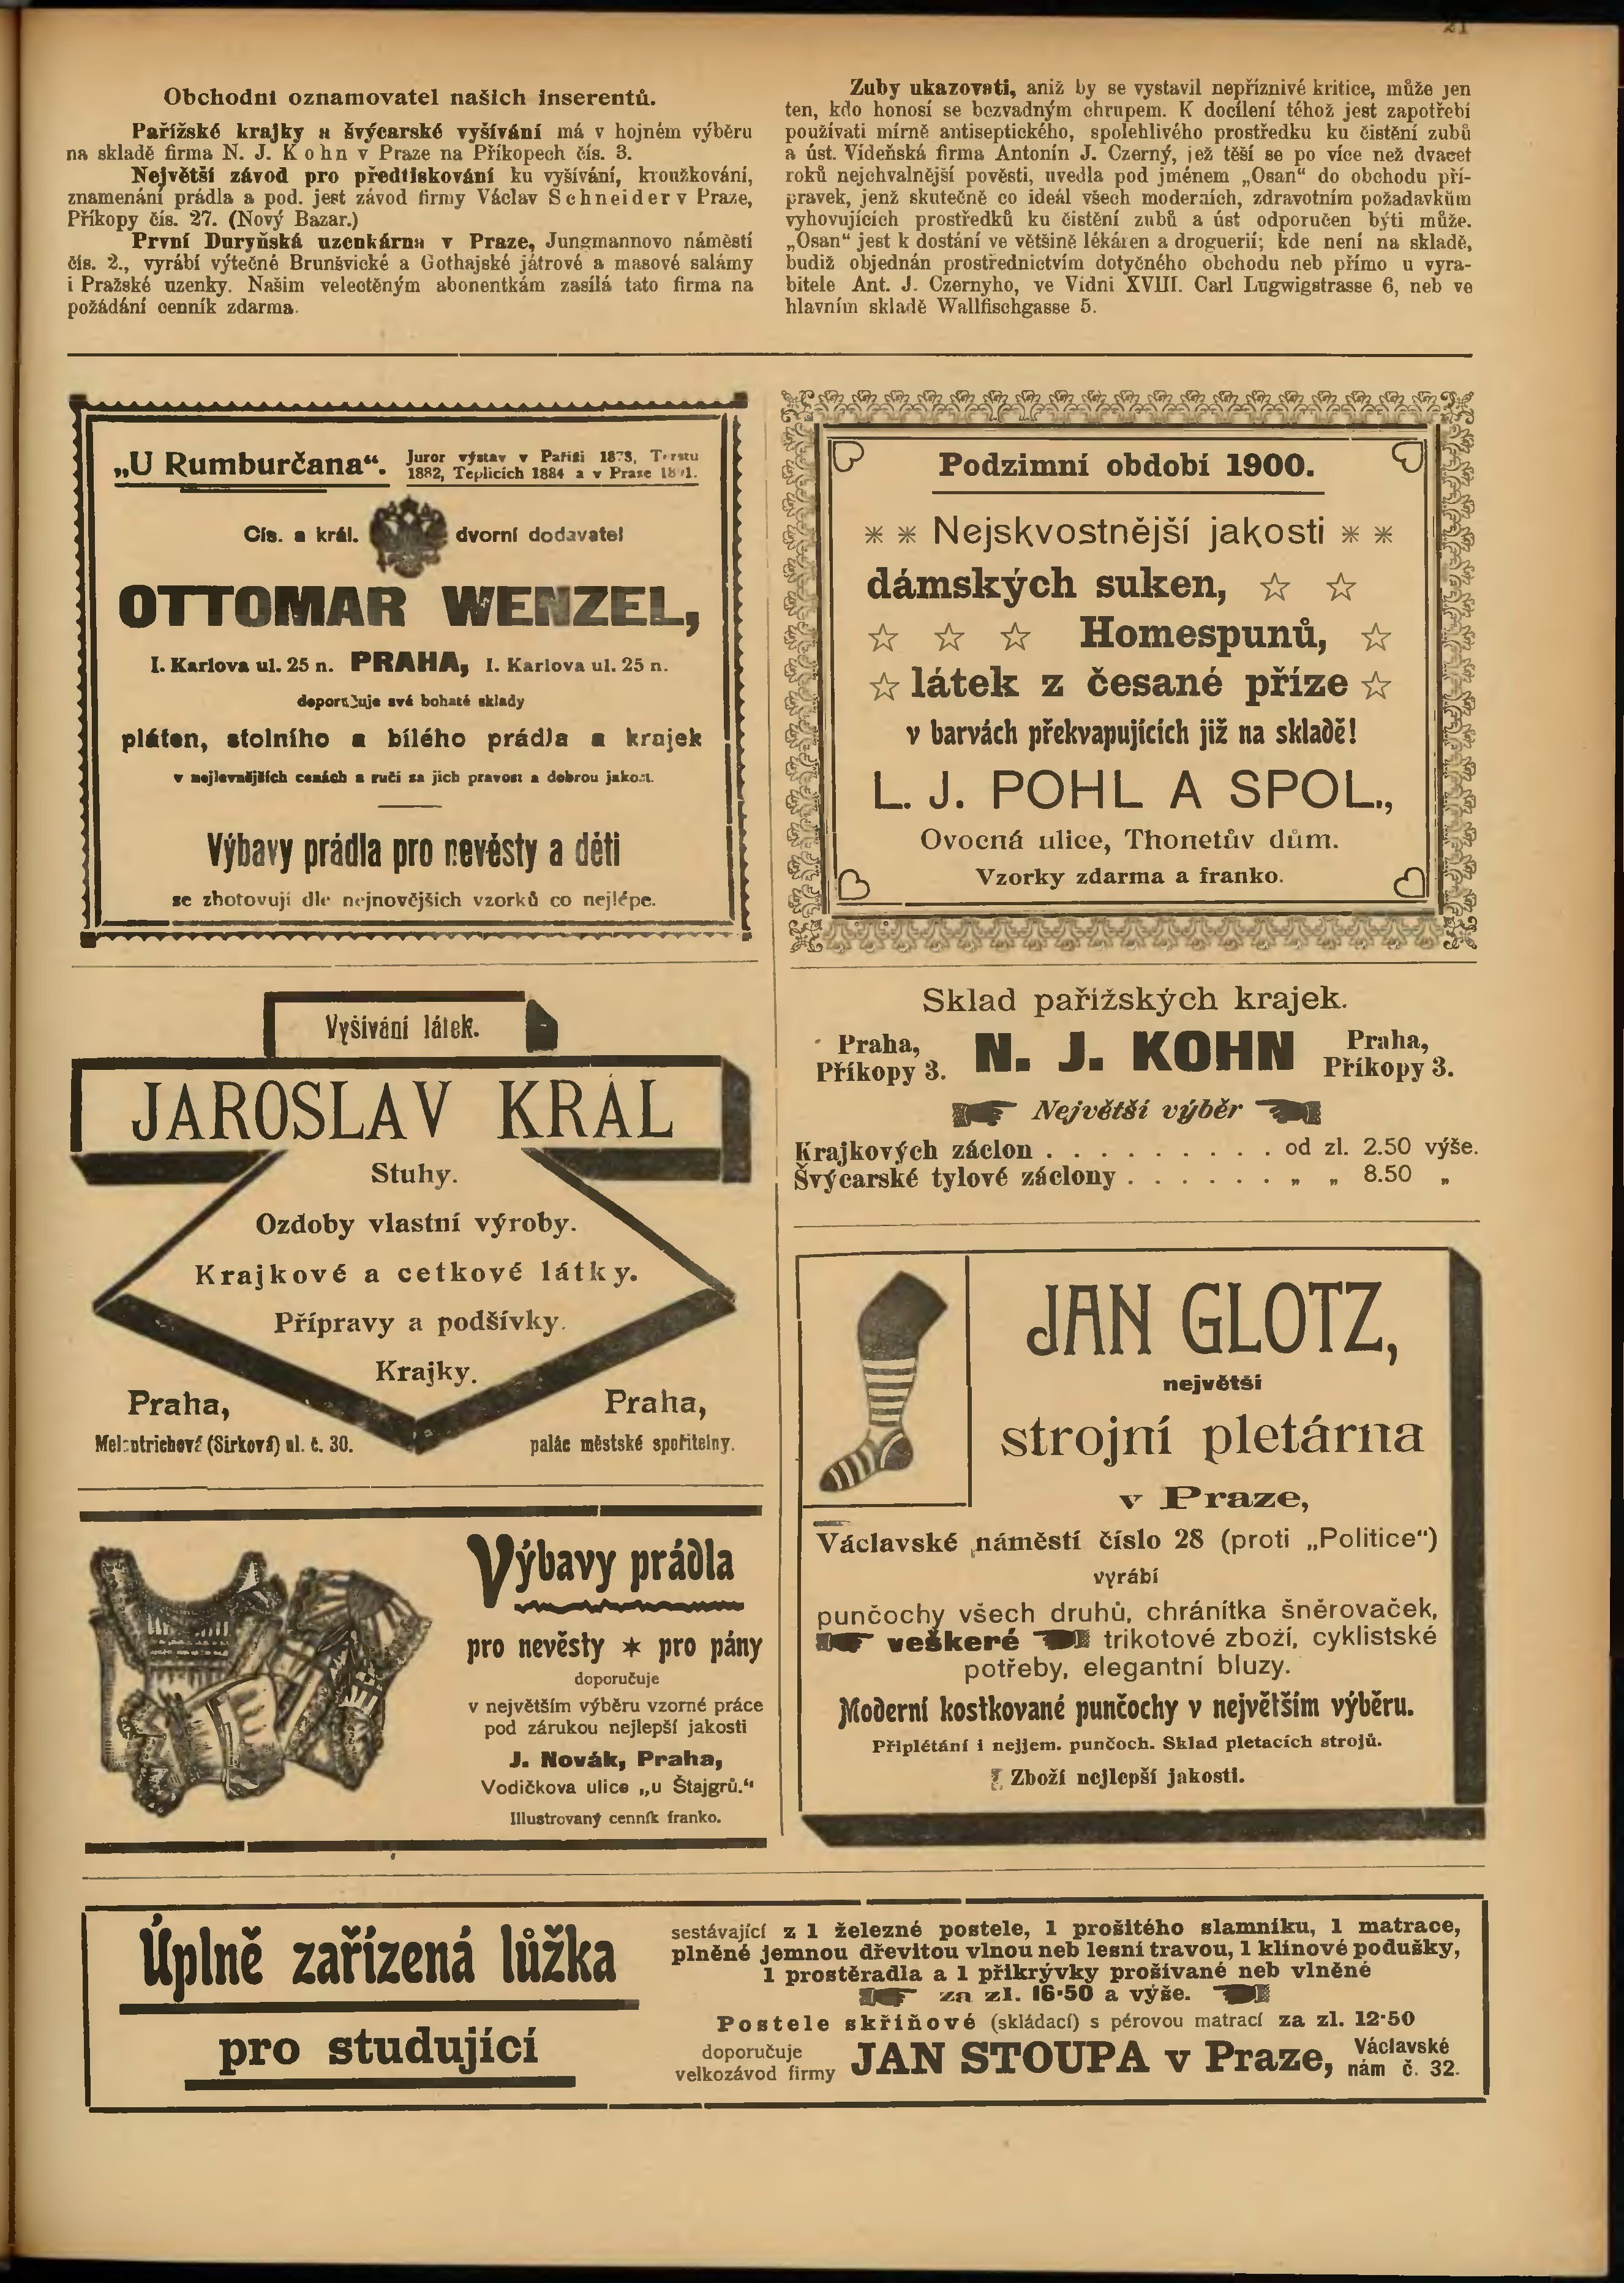 21
Obchodní oznamovatel našich inserentů.
Pařížské krajky a švýcarské vyšívání má v hojném výběru
na skladě firma N. J. Kohn v Praze na Příkopech čís. 3.
Největší závod pro předtiskování ku vyšívání, kroužkování,
znamenání prádla a pod. jest závod firmy Václav Schneider v Praze,
Příkopy čís. 27. (Nový Bazar.)
První Duryňská uzenkárna v Praze, Jungmannovo náměstí
čís. 2., vyrábí výtečné Brunšvické a Gothajské játrové a masové salámy
i Pražské uzenky. Našim velectěným abonentkám zasílá tato firma na
požádání cenník zdarma.
Zuby ukazovati, aniž by se vystavil nepříznivé kritice, může jen
ten, kdo honosí se bezvadným chrupem. K docílení téhož jest zapotřebí
používati mírně antiseptického, spolehlivého prostředku ku čistění zubů
a úst. Vídeňská firma Antonín J. Czerný, jež těší se po více než dvacet
roků nejchvalnější pověsti, uvedla pod jménem „Osan“ do obchodu pří-
pravek, jenž skutečně co ideál všech moderních, zdravotním požadavkům
vyhovujících prostředků ku čistění zubů a úst odporučen býti může.
„Osan“ jest k dostání ve většině lékáren a droguerií; kde není na skladě,
budiž objednán prostřednictvím dotyčného obchodu neb přímo u vyra-
bitele Ant. J. Czernyho, ve Vídni XVIII. Carl Lugwigstrasse 6, neb ve
hlavním skladě Wallfischgasse 5.
„U Rumburčana“.
Juror výstav v Paříši 1878, Terstu
1882, Teplicích 1884 a v Praze 1891.
Cís. a král. dvorní dodavatel
OTTOMAR WENZEL,
I. Karlova ul. 25 n. PRAHA, I. Karlova ul. 25 n.
doporučuje své bohaté sklady
pláten, stolního a bílého prádla a krajek
v nejlevnějších cenách a ručí za jich pravost a dobrou jakost.
Výbavy prádla pro nevěsty a děti
se zhotovují dle nejnovějších vzorků co nejlépe.
Podzimní období 1900.
* * Nejskvostnější jakosti * *
dámských suken, ☆ ☆
☆ ☆ ☆ Homespunů, ☆
☆ látek z česané příze ☆
v barvách překvapujících již na skladě!
L. J. POHL A SPOL.,
Ovocná ulice, Thonetův dům.
Vzorky zdarma a franko.
Vyšívání látek.
JAROSLAV KRÁL
Stuhy.
Ozdoby vlastní výroby.
Krajkové a cetkové látky.
Přípravy a podšívky.
Krajky.
Praha,
Melantrichova (Sirková) ul. č. 30.
Praha,
palác městské spořitelny.
Sklad pařížských krajek.
Praha,
Příkopy 3.
N. J. KOHN
Praha,
Příkopy 3.
Největší výběr
Krajkových záclon . . . . . . . . . . od zl. 2.50 výše.
Švýcarské tylové záclony . . . . . . . „ „ 8.50 „
JAN GLOTZ,
největší
strojní pletárna
v Praze,
Václavské náměstí číslo 28 (proti „Politice“)
vyrábí
punčochy všech druhů, chránítka šněrovaček,
veškeré trikotové zboží, cyklistské
potřeby, elegantní bluzy.
Moderní kostkované punčochy v největším výběru.
Připlétání i nejjem. punčoch. Sklad pletacích strojů.
Zboží nejlepší jakosti.
Výbavy prádla
pro nevěsty * pro pány
doporučuje
v největším výběru vzorné práce
pod zárukou nejlepší jakosti
J. Novák, Praha,
Vodičkova ulice „u Štajgrů.“
Illustrovaný cenník franko.
Úplně zařízená lůžka
pro studující
sestávající z 1 železné postele, 1 prošitého slamníku, 1 matrace,
plněné jemnou dřevitou vlnou neb lesní travou, 1 klínové podušky,
1 prostěradla a 1 přikrývky prošívané neb vlněné
za zl. 16·50 a výše.
Postele skříňové (skládací) s pérovou matrací za zl. 12·50
doporučuje
velkozávod firmy
JAN STOUPA v Praze,
Václavské
nám č. 32.